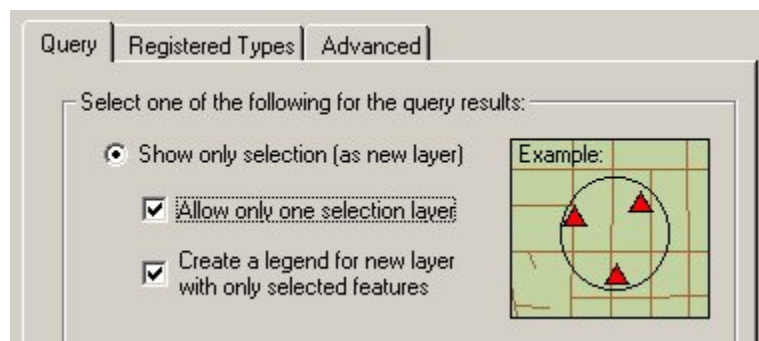 Query Registered Types Advanced
Select one of the following for the query results:
Show only selection (as new layer)
Example:
Allow only one selection layer
Create a legend for new layer
with only selected features